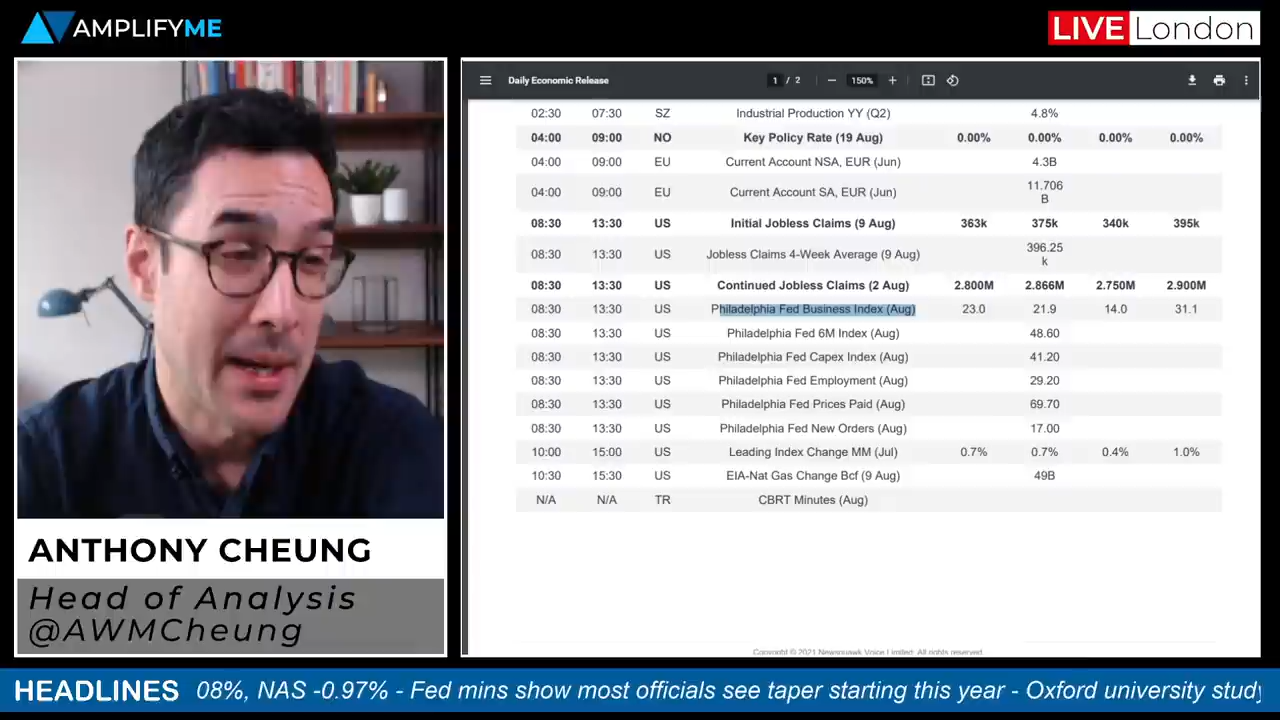 AMPLIFYME
LIVE London
Daily Economic Release
1 / 2
150%
02:30 07:30 SZ Industrial Production YY (Q2) 4.8%
04:00 09:00 NO Key Policy Rate (19 Aug) 0.00% 0.00% 0.00% 0.00%
04:00 09:00 EU Current Account NSA, EUR (Jun) 4.3B
04:00 09:00 EU Current Account SA, EUR (Jun) 11.706
B
08:30 13:30 US Initial Jobless Claims (9 Aug) 363k 375k 340k 395k
08:30 13:30 US Jobless Claims 4-Week Average (9 Aug) 396.25
k
08:30 13:30 US Continued Jobless Claims (2 Aug) 2.800M 2.866M 2.750M 2.900M
08:30 13:30 US Philadelphia Fed Business Index (Aug) 23.0 21.9 14.0 31.1
08:30 13:30 US Philadelphia Fed 6M Index (Aug) 48.60
08:30 13:30 US Philadelphia Fed Capex Index (Aug) 41.20
08:30 13:30 US Philadelphia Fed Employment (Aug) 29.20
08:30 13:30 US Philadelphia Fed Prices Paid (Aug) 69.70
08:30 13:30 US Philadelphia Fed New Orders (Aug) 17.00
10:00 15:00 US Leading Index Change MM (Jul) 0.7% 0.7% 0.4% 1.0%
10:30 15:30 US EIA-Nat Gas Change Bcf (9 Aug) 49B
N/A N/A TR CBRT Minutes (Aug)
Copyright © 2021 Newsquawk Voice Limited. All rights reserved.
ANTHONY CHEUNG
Head of Analysis
@AWMCheung
HEADLINES 08%, NAS -0.97% - Fed mins show most officials see taper starting this year - Oxford university study